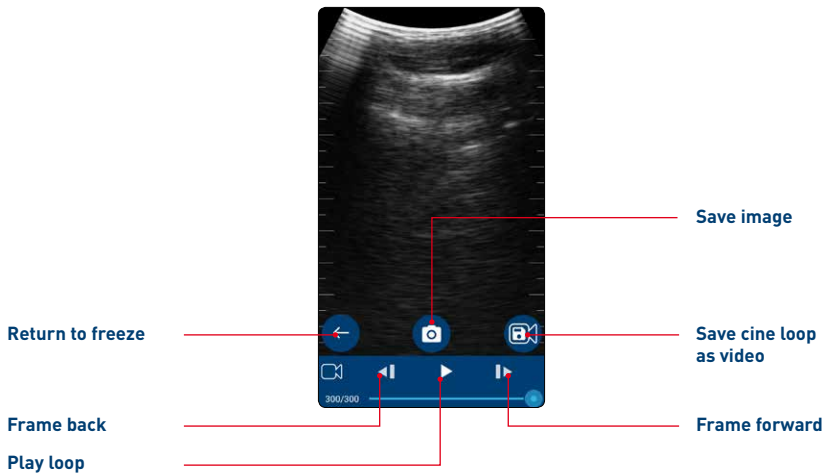 Save image
Return to freeze
Save cine loop
as video
300/300
Frame back
Frame forward
Play loop